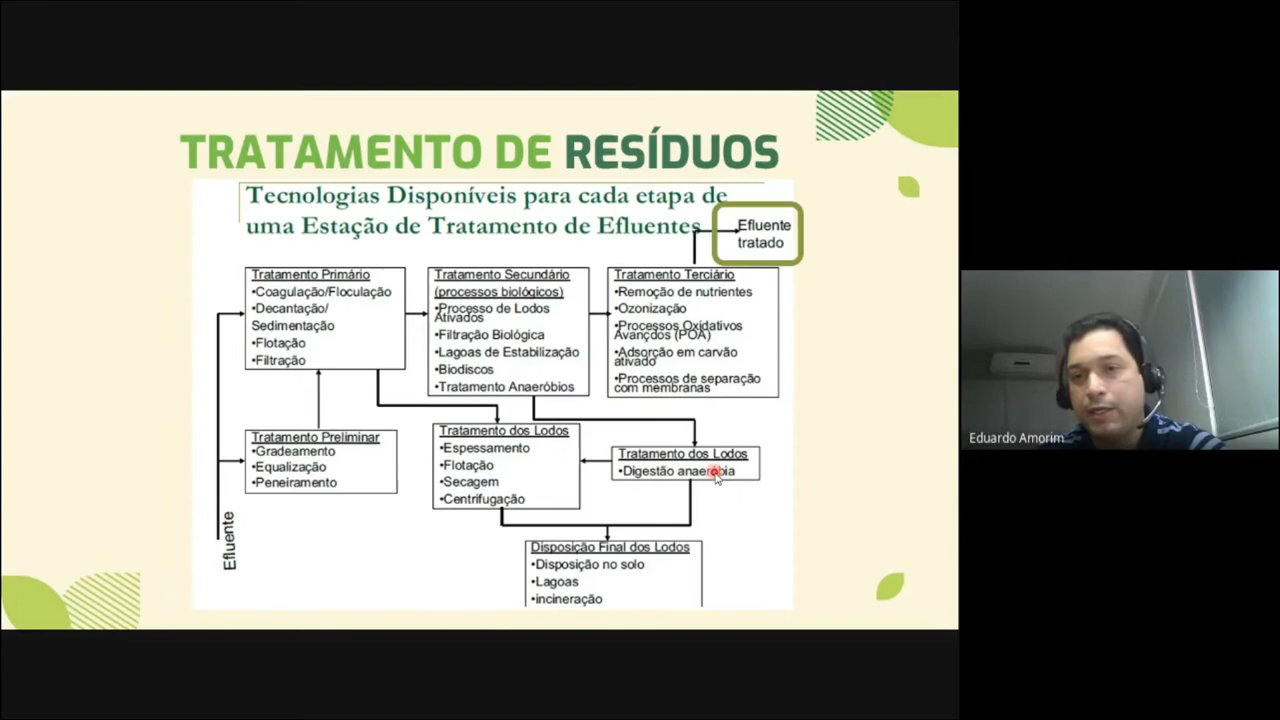 TRATAMENTO DE RESÍDUOS
Tecnologias Disponíveis para cada etapa de
uma Estação de Tratamento de Efluentes
Efluente
tratado
Tratamento Primário
•Coagulação/Floculação
•Decantação/
Sedimentação
•Flotação
•Filtração
Tratamento Secundário
(processos biológicos)
•Processo de Lodos
Ativados
•Filtração Biológica
•Lagoas de Estabilização
•Biodiscos
•Tratamento Anaeróbios
Tratamento Terciário
•Remoção de nutrientes
•Ozonização
•Processos Oxidativos
Avançdos (POA)
•Adsorção em carvão
ativado
•Processos de separação
com membranas
Tratamento Preliminar
•Gradeamento
•Equalização
•Peneiramento
Tratamento dos Lodos
•Espessamento
•Flotação
•Secagem
•Centrifugação
Tratamento dos Lodos
•Digestão anaeróbia
Efluente
Disposição Final dos Lodos
•Disposição no solo
•Lagoas
•incineração
Eduardo Amorim